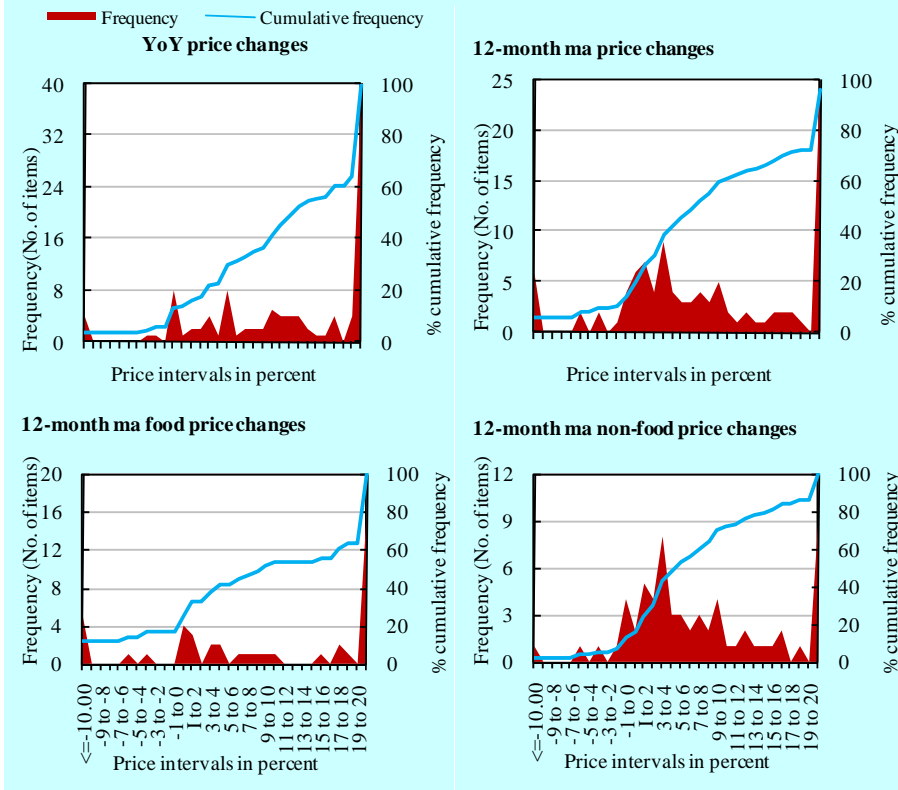 Frequency Cumulative frequency
YoY price changes
40
32
24
16
8
0
100
80
60
40
20
0
Frequency(No. of items)
% cumulative frequency
Price intervals in percent
12-month ma price changes
25
20
15
10
5
0
100
80
60
40
20
0
Frequency (No. of items)
% cumulative frequency
Price intervals in percent
12-month ma food price changes
20
16
12
8
4
0
100
80
60
40
20
0
Frequency (No. of items)
% cumulative frequency
<=-10.00
-9 to -8
-7 to -6
-5 to -4
-3 to -2
-1 to 0
1 to 2
3 to 4
5 to 6
7 to 8
9 to 10
11 to 12
13 to 14
15 to 16
17 to 18
19 to 20
Price intervals in percent
12-month ma non-food price changes
12
9
6
3
0
100
80
60
40
20
0
Frequency (No. of items)
% cumulative frequency
<=-10.00
-9 to -8
-7 to -6
-5 to -4
-3 to -2
-1 to 0
1 to 2
3 to 4
5 to 6
7 to 8
9 to 10
11 to 12
13 to 14
15 to 16
17 to 18
19 to 20
Price intervals in percent